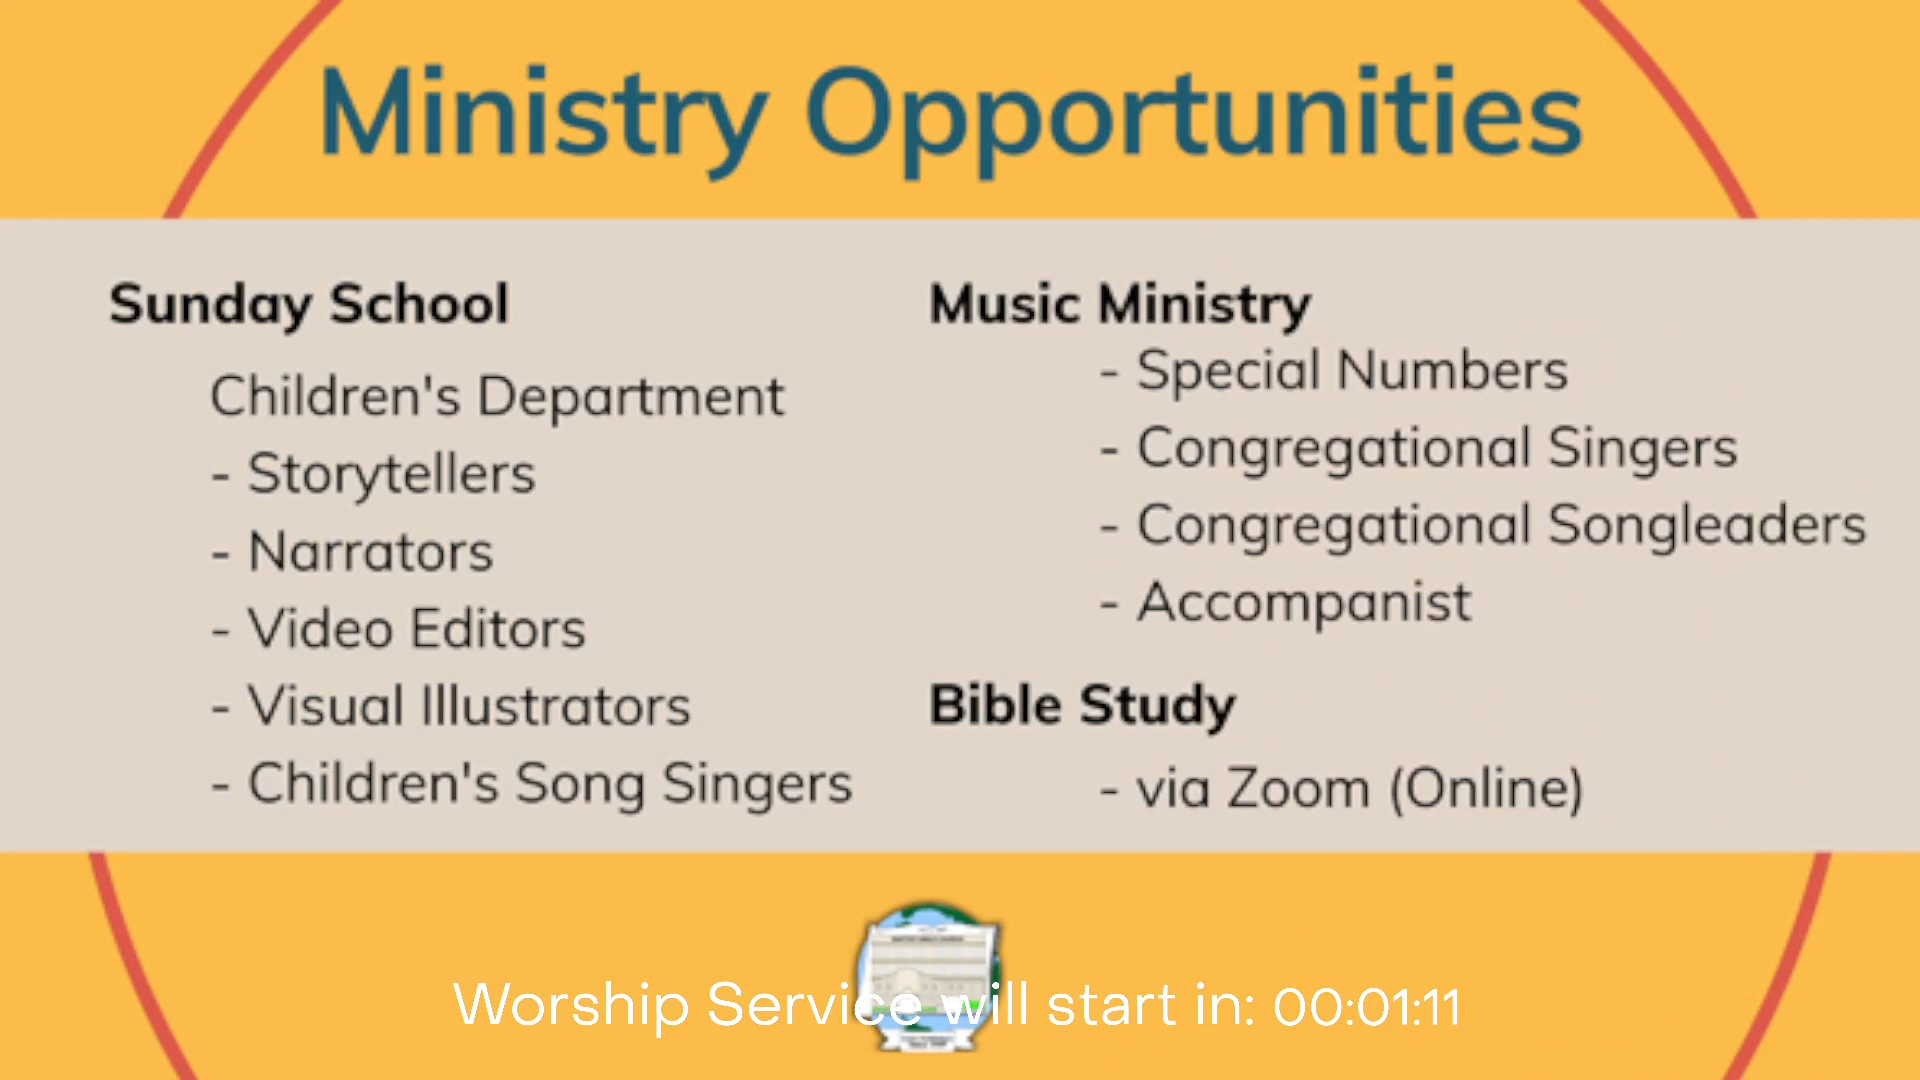 Ministry Opportunities
Sunday School
Children's Department
- Storytellers
- Narrators
- Video Editors
- Visual Illustrators
- Children's Song Singers
Music Ministry
- Special Numbers
- Congregational Singers
- Congregational Songleaders
- Accompanist
Bible Study
- via Zoom (Online)
Worship Service will start in: 00:01:11